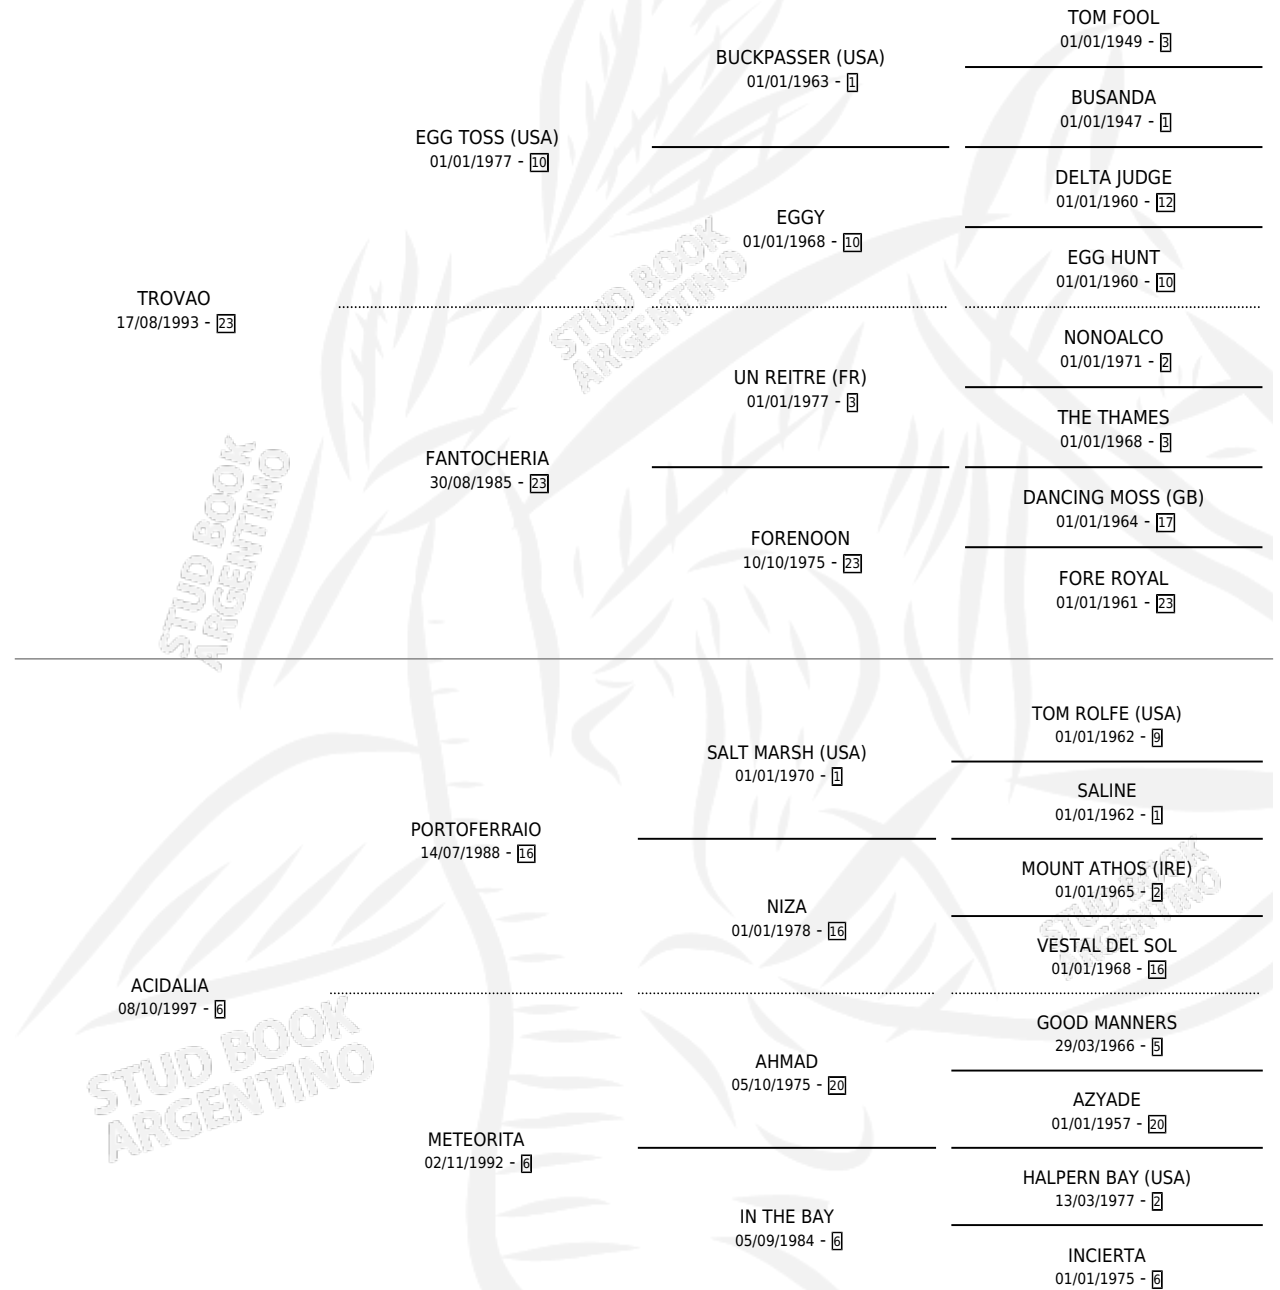 TOM FOOL
01/01/1949 - 3
BUCKPASSER (USA)
01/01/1963 - 1
BUSANDA
01/01/1947 - 1
EGG TOSS (USA)
01/01/1977 - 10
DELTA JUDGE
01/01/1960 - 12
EGGY
01/01/1968 - 10
EGG HUNT
01/01/1960 - 10
TROVAO
17/08/1993 - 23
NONOALCO
01/01/1971 - 2
UN REITRE (FR)
01/01/1977 - 3
THE THAMES
01/01/1968 - 3
FANTOCHERIA
30/08/1985 - 23
DANCING MOSS (GB)
01/01/1964 - 17
FORENOON
10/10/1975 - 23
FORE ROYAL
01/01/1961 - 23
TOM ROLFE (USA)
01/01/1962 - 9
SALT MARSH (USA)
01/01/1970 - 1
SALINE
01/01/1962 - 1
PORTOFERRAIO
14/07/1988 - 16
MOUNT ATHOS (IRE)
01/01/1965 - 2
NIZA
01/01/1978 - 16
VESTAL DEL SOL
01/01/1968 - 16
ACIDALIA
08/10/1997 - 6
GOOD MANNERS
29/03/1966 - 5
AHMAD
05/10/1975 - 20
AZYADE
01/01/1957 - 20
METEORITA
02/11/1992 - 6
HALPERN BAY (USA)
13/03/1977 - 2
IN THE BAY
05/09/1984 - 6
INCIERTA
01/01/1975 - 6
STUD BOOK
ARGENTINO
STUD BOOK
ARGENTINO
STUD BOOK
ARGENTINO
STUD BOOK
ARGENTINO